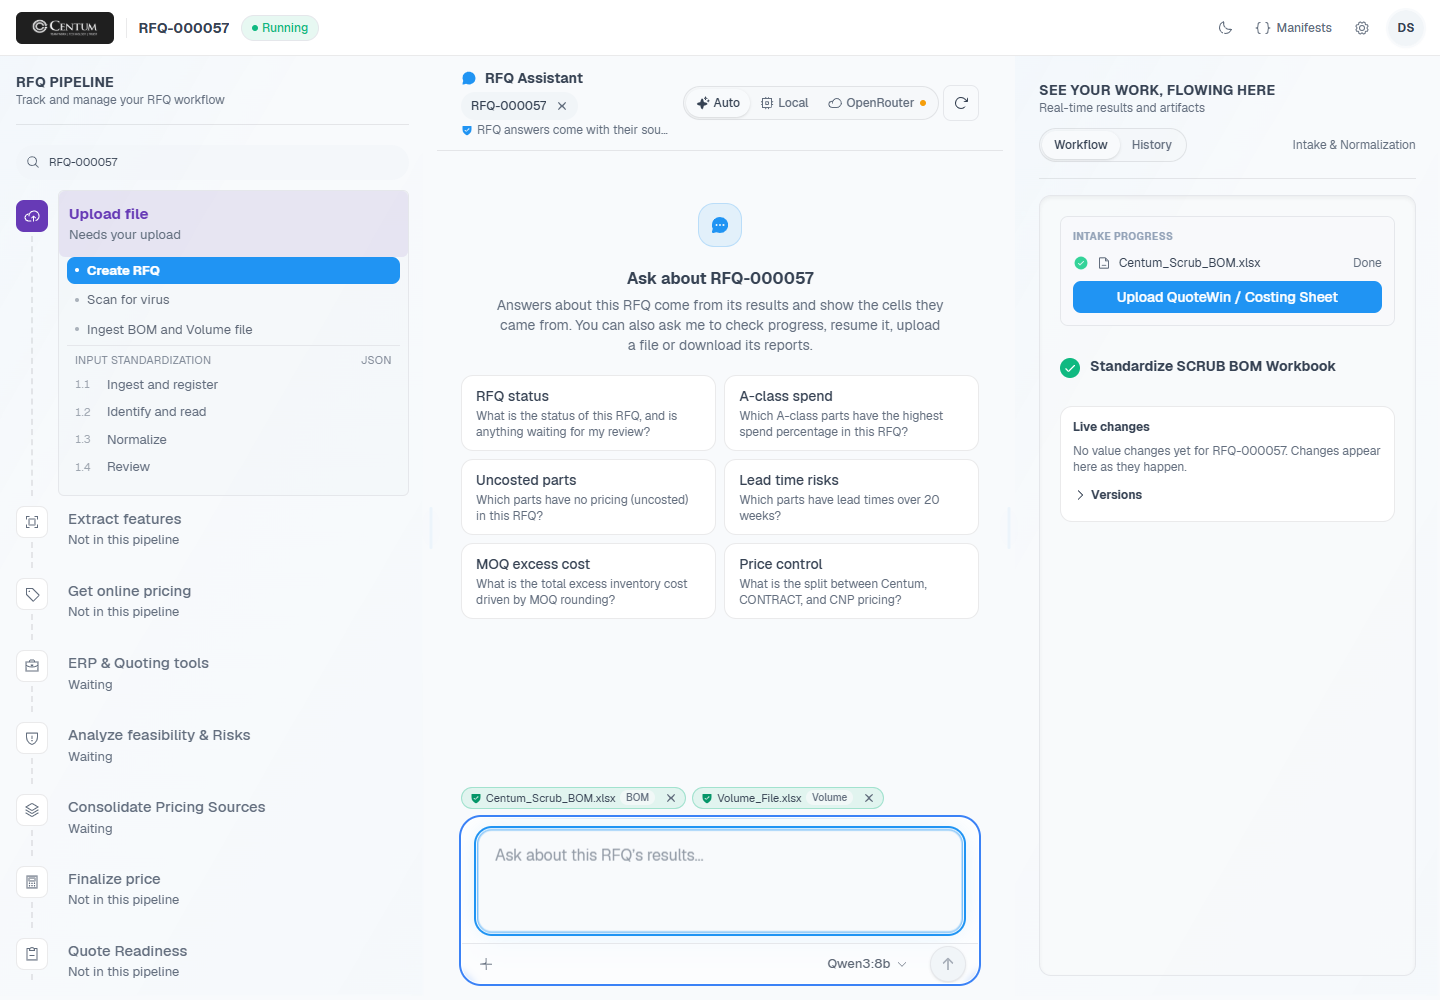 CENTUM
RFQ-000057
Running
Manifests
DS
RFQ PIPELINE
Track and manage your RFQ workflow
RFQ-000057
Upload file
Needs your upload
Create RFQ
Scan for virus
Ingest BOM and Volume file
INPUT STANDARDIZATION JSON
1.1 Ingest and register
1.2 Identify and read
1.3 Normalize
1.4 Review
Extract features
Not in this pipeline
Get online pricing
Not in this pipeline
ERP & Quoting tools
Waiting
Analyze feasibility & Risks
Waiting
Consolidate Pricing Sources
Waiting
Finalize price
Not in this pipeline
Quote Readiness
Not in this pipeline
RFQ Assistant
RFQ-000057
RFQ answers come with their sou...
Auto Local OpenRouter
Ask about RFQ-000057
Answers about this RFQ come from its results and show the cells they
came from. You can also ask me to check progress, resume it, upload
a file or download its reports.
RFQ status
What is the status of this RFQ, and is
anything waiting for my review?
A-class spend
Which A-class parts have the highest
spend percentage in this RFQ?
Uncosted parts
Which parts have no pricing (uncosted)
in this RFQ?
Lead time risks
Which parts have lead times over 20
weeks?
MOQ excess cost
What is the total excess inventory cost
driven by MOQ rounding?
Price control
What is the split between Centum,
CONTRACT, and CNP pricing?
Centum_Scrub_BOM.xlsx BOM
Volume_File.xlsx Volume
Ask about this RFQ's results...
Qwen3:8b
SEE YOUR WORK, FLOWING HERE
Real-time results and artifacts
Workflow History
Intake & Normalization
INTAKE PROGRESS
Centum_Scrub_BOM.xlsx Done
Upload QuoteWin / Costing Sheet
Standardize SCRUB BOM Workbook
Live changes
No value changes yet for RFQ-000057. Changes appear
here as they happen.
Versions